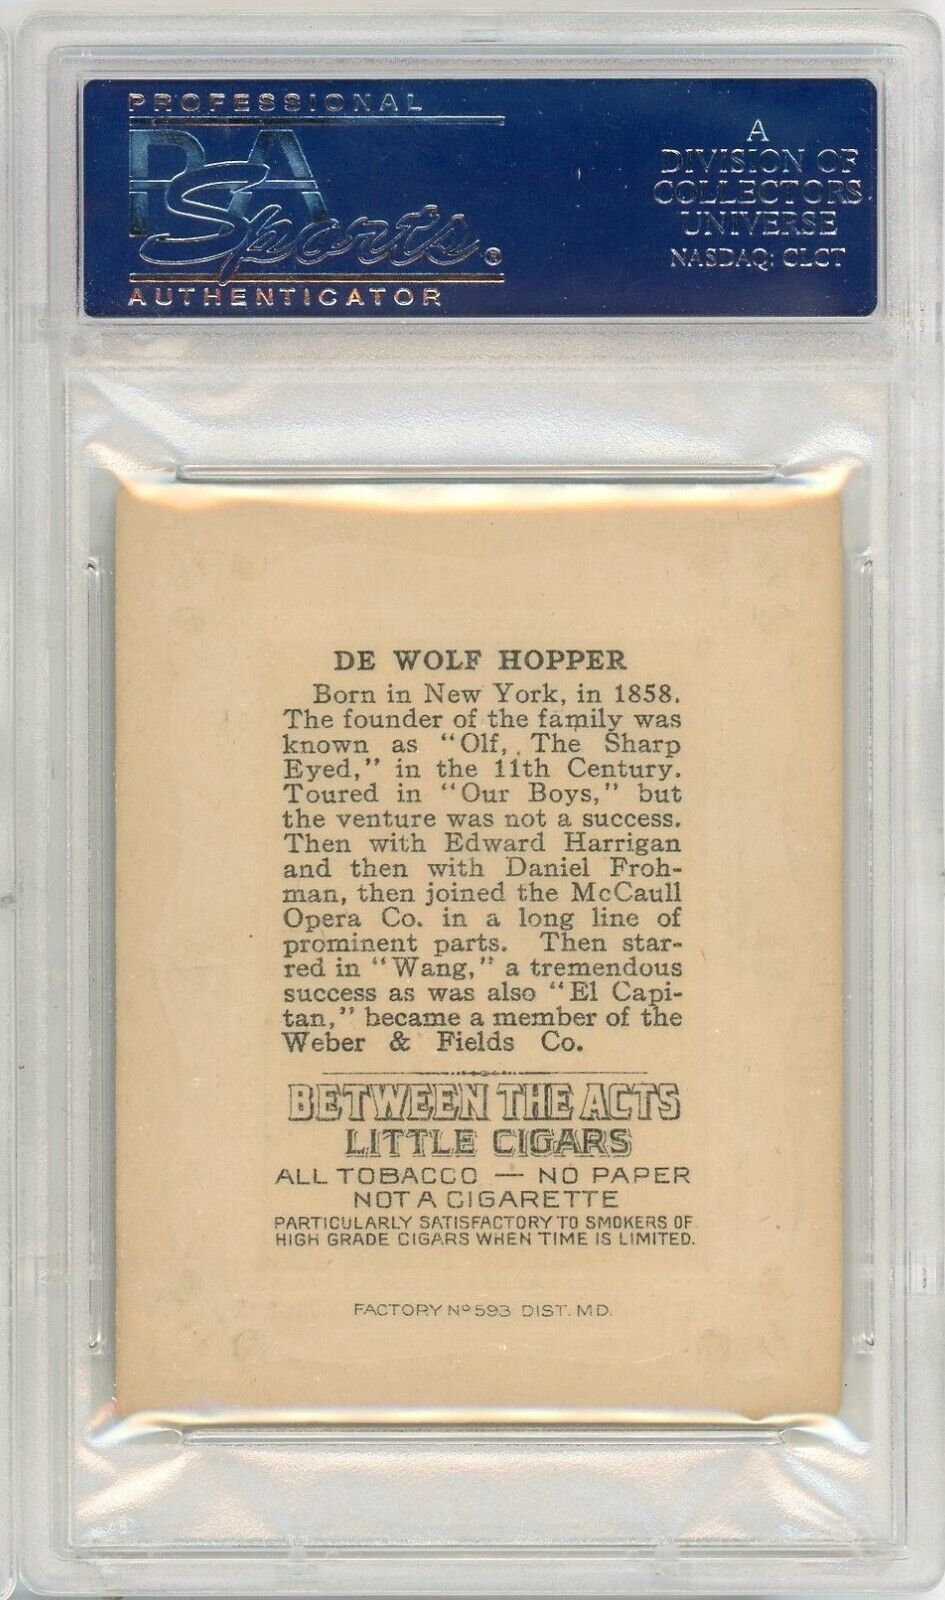 PROFESSIONAL
PSA
Sports®
AUTHENTICATOR
A
DIVISION OF
COLLECTORS
UNIVERSE
NASDAQ: CLCT
DE WOLF HOPPER
Born in New York, in 1858.
The founder of the family was
known as "Olf, The Sharp
Eyed," in the 11th Century.
Toured in "Our Boys," but
the venture was not a success.
Then with Edward Harrigan
and then with Daniel Froh-
man, then joined the McCaull
Opera Co. in a long line of
prominent parts. Then star-
red in "Wang," a tremendous
success as was also "El Capi-
tan," became a member of the
Weber & Fields Co.
BETWEEN THE ACTS
LITTLE CIGARS
ALL TOBACCO — NO PAPER
NOT A CIGARETTE
PARTICULARLY SATISFACTORY TO SMOKERS OF
HIGH GRADE CIGARS WHEN TIME IS LIMITED.
FACTORY Nº 593 DIST. MD.